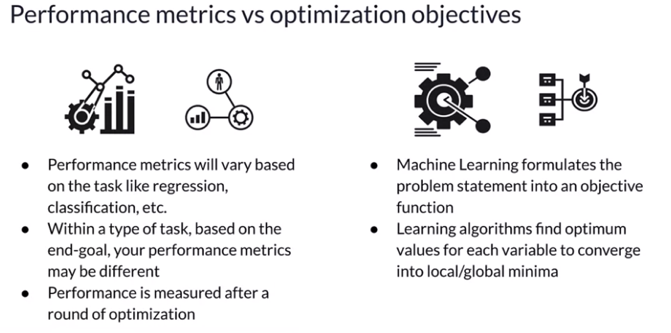 Performance metrics vs optimization objectives
● Performance metrics will vary based
on the task like regression,
classification, etc.
● Within a type of task, based on the
end-goal, your performance metrics
may be different
● Performance is measured after a
round of optimization
● Machine Learning formulates the
problem statement into an objective
function
● Learning algorithms find optimum
values for each variable to converge
into local/global minima